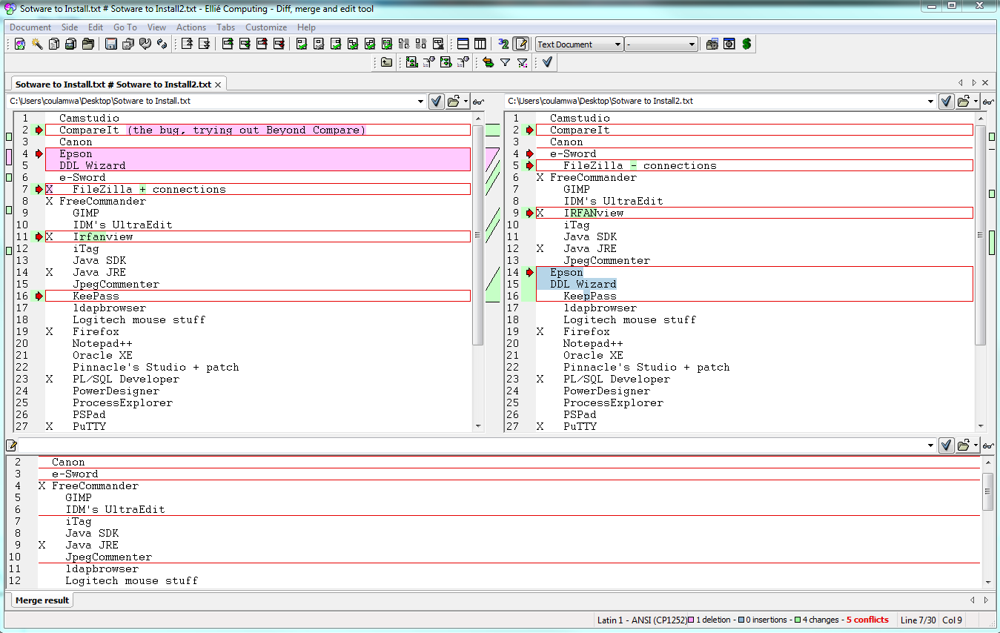 Sotware to Install.txt # Sotware to Install2.txt - Ellié Computing - Diff, merge and edit tool
Document Side Edit Go To View Actions Tabs Customize Help
32 Text Document - $
Sotware to Install.txt # Sotware to Install2.txt
C:\Users\coulamwa\Desktop\Sotware to Install.txt
1 Camstudio
2 CompareIt (the bug, trying out Beyond Compare)
3 Canon
4 Epson
5 DDL Wizard
6 e-Sword
7 X FileZilla + connections
8 X FreeCommander
9 GIMP
10 IDM's UltraEdit
11 X Irfanview
12 iTag
13 Java SDK
14 X Java JRE
15 JpegCommenter
16 KeePass
17 ldapbrowser
18 Logitech mouse stuff
19 X Firefox
20 Notepad++
21 Oracle XE
22 Pinnacle's Studio + patch
23 X PL/SQL Developer
24 PowerDesigner
25 ProcessExplorer
26 PSPad
27 X PuTTY
C:\Users\coulamwa\Desktop\Sotware to Install2.txt
1 Camstudio
2 CompareIt
3 Canon
4 e-Sword
5 FileZilla - connections
6 X FreeCommander
7 GIMP
8 IDM's UltraEdit
9 X IRFANview
10 iTag
11 Java SDK
12 X Java JRE
13 JpegCommenter
14 Epson
15 DDL Wizard
16 KeepPass
17 ldapbrowser
18 Logitech mouse stuff
19 X Firefox
20 Notepad++
21 Oracle XE
22 Pinnacle's Studio + patch
23 X PL/SQL Developer
24 PowerDesigner
25 ProcessExplorer
26 PSPad
27 X PuTTY
2 Canon
3 e-Sword
4 X FreeCommander
5 GIMP
6 IDM's UltraEdit
7 iTag
8 Java SDK
9 X Java JRE
10 JpegCommenter
11 ldapbrowser
12 Logitech mouse stuff
Merge result
Latin 1 - ANSI (CP1252) 1 deletion - 0 insertions - 4 changes - 5 conflicts Line 7/30 Col 9